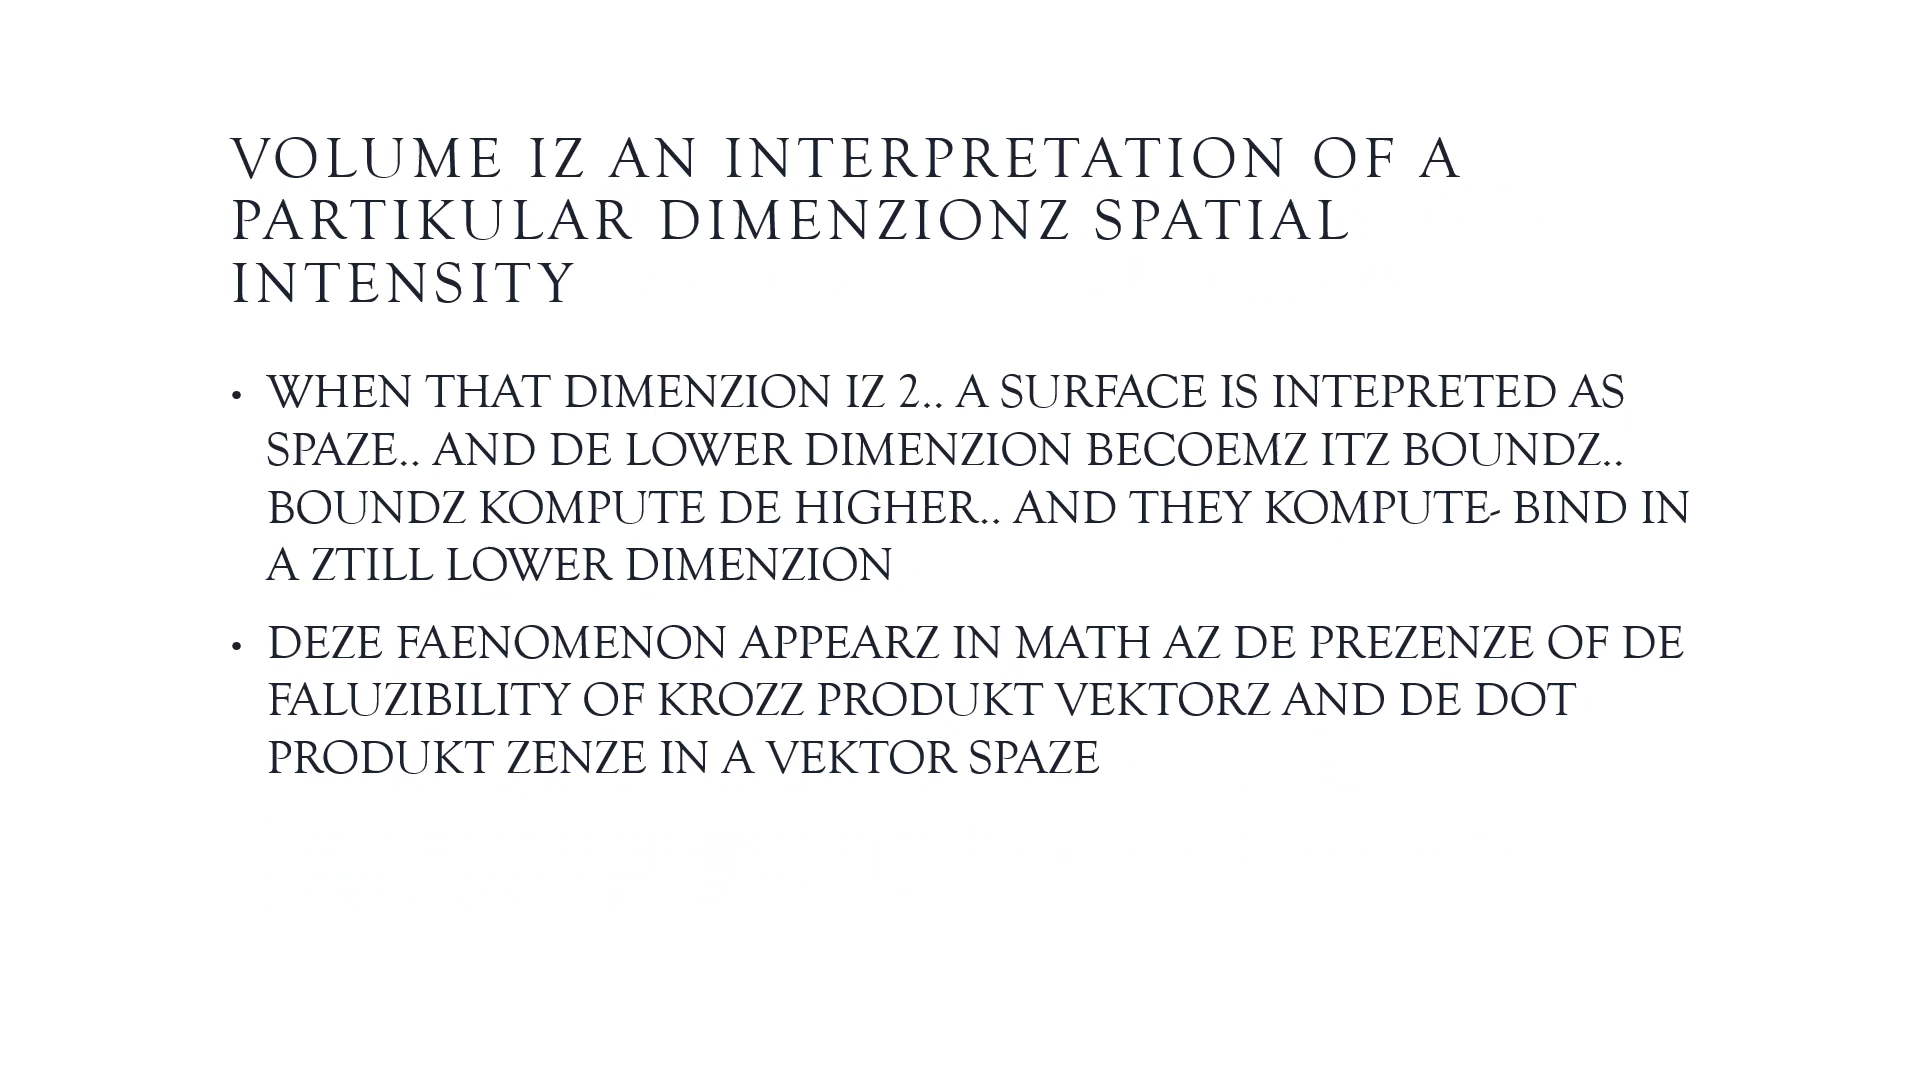 VOLUME IZ AN INTERPRETATION OF A
PARTIKULAR DIMENZIONZ SPATIAL
INTENSITY
• WHEN THAT DIMENZION IZ 2.. A SURFACE IS INTEPRETED AS
SPAZE.. AND DE LOWER DIMENZION BECOEMZ ITZ BOUNDZ..
BOUNDZ KOMPUTE DE HIGHER.. AND THEY KOMPUTE- BIND IN
A ZTILL LOWER DIMENZION
• DEZE FAENOMENON APPEARZ IN MATH AZ DE PREZENZE OF DE
FALUZIBILITY OF KROZZ PRODUKT VEKTORZ AND DE DOT
PRODUKT ZENZE IN A VEKTOR SPAZE